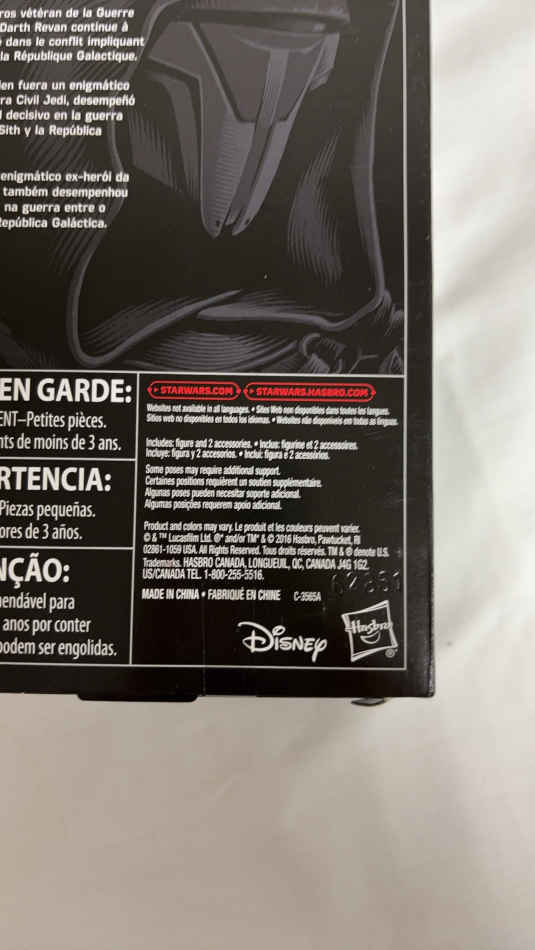 ros vétéran de la Guerre
Darth Revan continue à
dans le conflit impliquant
la République Galactique.
ien fuera un enigmático
ra Civil Jedi, desempeñó
l decisivo en la guerra
Sith y la República
enigmático ex-herói da
também desempenhou
na guerra entre o
República Galáctica.
EN GARDE:
ENT–Petites pièces.
nts de moins de 3 ans.
RTENCIA:
Piezas pequeñas.
ores de 3 años.
NÇÃO:
mendável para
anos por conter
podem ser engolidas.
STARWARS.COM STARWARS.HASBRO.COM
Websites not available in all languages. • Sites Web non disponibles dans toutes les langues.
Sitios web no disponibles en todos los idiomas. • Websites não disponíveis em todas as línguas.
Includes: figure and 2 accessories. • Inclus: figurine et 2 accessoires.
Incluye: figura y 2 accesorios. • Inclui: figura e 2 acessórios.
Some poses may require additional support.
Certaines positions requièrent un soutien supplémentaire.
Algunas poses pueden necesitar soporte adicional.
Algumas posições requerem apoio adicional.
Product and colors may vary. Le produit et les couleurs peuvent varier.
© & ™ Lucasfilm Ltd. ®* and/or TM* & © 2016 Hasbro, Pawtucket, RI
02861-1059 USA. All Rights Reserved. Tous droits réservés. TM & ® denote U.S.
Trademarks. HASBRO CANADA, LONGUEUIL, QC, CANADA J4G 1G2.
US/CANADA TEL. 1-800-255-5516.
MADE IN CHINA • FABRIQUÉ EN CHINE C-3565A
Disney Hasbro ®